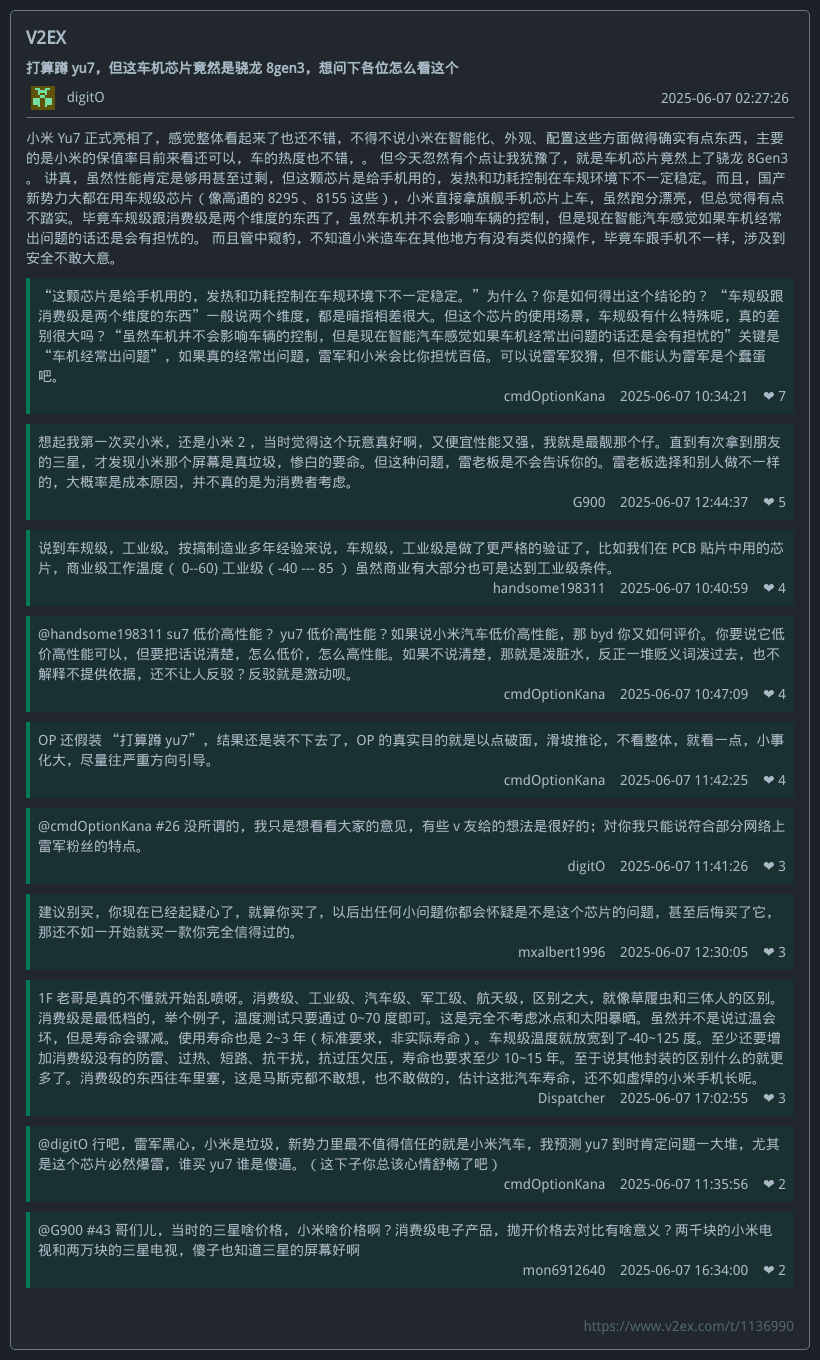 V2EX
打算蹲 yu7，但这车机芯片竟然是骁龙 8gen3，想问下各位怎么看这个
digitO 2025-06-07 02:27:26
小米 Yu7 正式亮相了，感觉整体看起来了也还不错，不得不说小米在智能化、外观、配置这些方面做得确实有点东西，主要
的是小米的保值率目前来看还可以，车的热度也不错，。 但今天忽然有个点让我犹豫了，就是车机芯片竟然上了骁龙 8Gen3
。 讲真，虽然性能肯定是够用甚至过剩，但这颗芯片是给手机用的，发热和功耗控制在车规环境下不一定稳定。而且，国产
新势力大都在用车规级芯片（像高通的 8295 、8155 这些），小米直接拿旗舰手机芯片上车，虽然跑分漂亮，但总觉得有点
不踏实。毕竟车规级跟消费级是两个维度的东西了，虽然车机并不会影响车辆的控制，但是现在智能汽车感觉如果车机经常
出问题的话还是会有担忧的。 而且管中窥豹，不知道小米造车在其他地方有没有类似的操作，毕竟车跟手机不一样，涉及到
安全不敢大意。
“这颗芯片是给手机用的，发热和功耗控制在车规环境下不一定稳定。”为什么？你是如何得出这个结论的？ “车规级跟
消费级是两个维度的东西”一般说两个维度，都是暗指相差很大。但这个芯片的使用场景，车规级有什么特殊呢，真的差
别很大吗？“虽然车机并不会影响车辆的控制，但是现在智能汽车感觉如果车机经常出问题的话还是会有担忧的”关键是
“车机经常出问题”，如果真的经常出问题，雷军和小米会比你担忧百倍。可以说雷军狡猾，但不能认为雷军是个蠢蛋
吧。
cmdOptionKana 2025-06-07 10:34:21 ❤ 7
想起我第一次买小米，还是小米 2 ，当时觉得这个玩意真好啊，又便宜性能又强，我就是最靓那个仔。直到有次拿到朋友
的三星，才发现小米那个屏幕是真垃圾，惨白的要命。但这种问题，雷老板是不会告诉你的。雷老板选择和别人做不一样
的，大概率是成本原因，并不真的是为消费者考虑。
G900 2025-06-07 12:44:37 ❤ 5
说到车规级，工业级。按搞制造业多年经验来说，车规级，工业级是做了更严格的验证了，比如我们在 PCB 贴片中用的芯
片，商业级工作温度（ 0--60) 工业级（-40 --- 85 ） 虽然商业有大部分也可是达到工业级条件。
handsome198311 2025-06-07 10:40:59 ❤ 4
@handsome198311 su7 低价高性能？ yu7 低价高性能？如果说小米汽车低价高性能，那 byd 你又如何评价。你要说它低
价高性能可以，但要把话说清楚，怎么低价，怎么高性能。如果不说清楚，那就是泼脏水，反正一堆贬义词泼过去，也不
解释不提供依据，还不让人反驳？反驳就是激动呗。
cmdOptionKana 2025-06-07 10:47:09 ❤ 4
OP 还假装 “打算蹲 yu7”，结果还是装不下去了，OP 的真实目的就是以点破面，滑坡推论，不看整体，就看一点，小事
化大，尽量往严重方向引导。
cmdOptionKana 2025-06-07 11:42:25 ❤ 4
@cmdOptionKana #26 没所谓的，我只是想看看大家的意见，有些 v 友给的想法是很好的；对你我只能说符合部分网络上
雷军粉丝的特点。
digitO 2025-06-07 11:41:26 ❤ 3
建议别买，你现在已经起疑心了，就算你买了，以后出任何小问题你都会怀疑是不是这个芯片的问题，甚至后悔买了它，
那还不如一开始就买一款你完全信得过的。
mxalbert1996 2025-06-07 12:30:05 ❤ 3
1F 老哥是真的不懂就开始乱喷呀。消费级、工业级、汽车级、军工级、航天级，区别之大，就像草履虫和三体人的区别。
消费级是最低档的，举个例子，温度测试只要通过 0~70 度即可。这是完全不考虑冰点和太阳暴晒。虽然并不是说过温会
坏，但是寿命会骤减。使用寿命也是 2~3 年（标准要求，非实际寿命）。车规级温度就放宽到了-40~125 度。至少还要增
加消费级没有的防雷、过热、短路、抗干扰，抗过压欠压，寿命也要求至少 10~15 年。至于说其他封装的区别什么的就更
多了。消费级的东西往车里塞，这是马斯克都不敢想，也不敢做的，估计这批汽车寿命，还不如虚焊的小米手机长呢。
Dispatcher 2025-06-07 17:02:55 ❤ 3
@digitO 行吧，雷军黑心，小米是垃圾，新势力里最不值得信任的就是小米汽车，我预测 yu7 到时肯定问题一大堆，尤其
是这个芯片必然爆雷，谁买 yu7 谁是傻逼。（这下子你总该心情舒畅了吧）
cmdOptionKana 2025-06-07 11:35:56 ❤ 2
@G900 #43 哥们儿，当时的三星啥价格，小米啥价格啊？消费级电子产品，抛开价格去对比有啥意义？两千块的小米电
视和两万块的三星电视，傻子也知道三星的屏幕好啊
mon6912640 2025-06-07 16:34:00 ❤ 2
https://www.v2ex.com/t/1136990